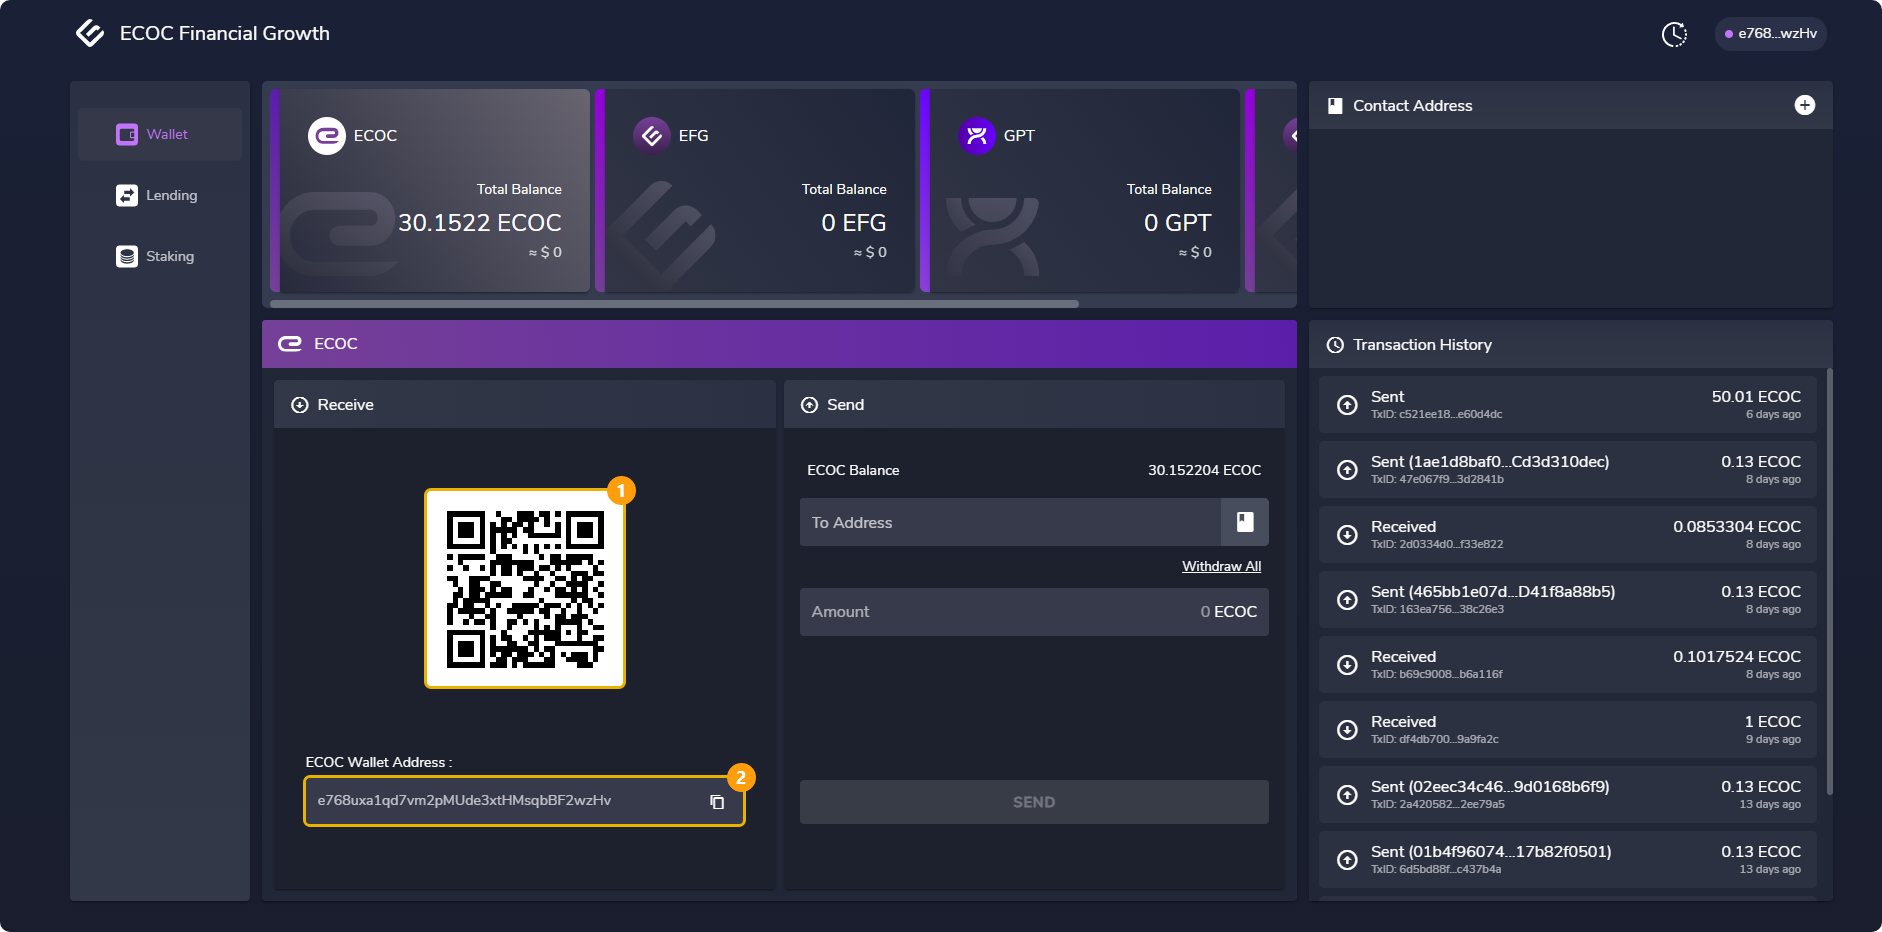 ECOC Financial Growth
e768...wzHv
Wallet
Lending
Staking
ECOC
Total Balance
30.1522 ECOC
≈ $ 0
EFG
Total Balance
0 EFG
≈ $ 0
GPT
Total Balance
0 GPT
≈ $ 0
Contact Address
ECOC
Receive
1
ECOC Wallet Address :
2
e768uxa1qd7vm2pMUde3xtHMsqbBF2wzHv
Send
ECOC Balance 30.152204 ECOC
To Address
Withdraw All
Amount 0 ECOC
SEND
Transaction History
Sent 50.01 ECOC
TxID: c521ee18...e60d4dc 6 days ago
Sent (1ae1d8baf0...Cd3d310dec) 0.13 ECOC
TxID: 47e067f9...3d2841b 8 days ago
Received 0.0853304 ECOC
TxID: 2d0334d0...f33e822 8 days ago
Sent (465bb1e07d...D41f8a88b5) 0.13 ECOC
TxID: 163ea756...38c26e3 8 days ago
Received 0.1017524 ECOC
TxID: b69c9008...b6a116f 8 days ago
Received 1 ECOC
TxID: df4db700...9a9fa2c 9 days ago
Sent (02eec34c46...9d0168b6f9) 0.13 ECOC
TxID: 2a420582...2ee79a5 13 days ago
Sent (01b4f96074...17b82f0501) 0.13 ECOC
TxID: 6d5bd88f...c437b4a 13 days ago